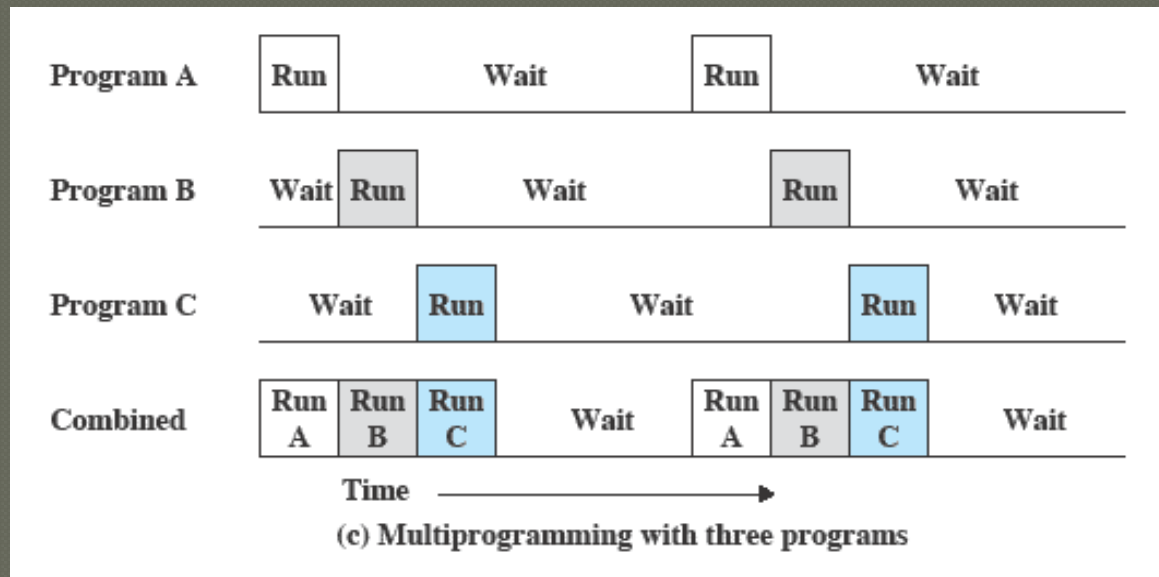 Program A Run Wait Run Wait
Program B Wait Run Wait Run Wait
Program C Wait Run Wait Run Wait
Combined Run A Run B Run C Wait Run A Run B Run C Wait
Time
(c) Multiprogramming with three programs